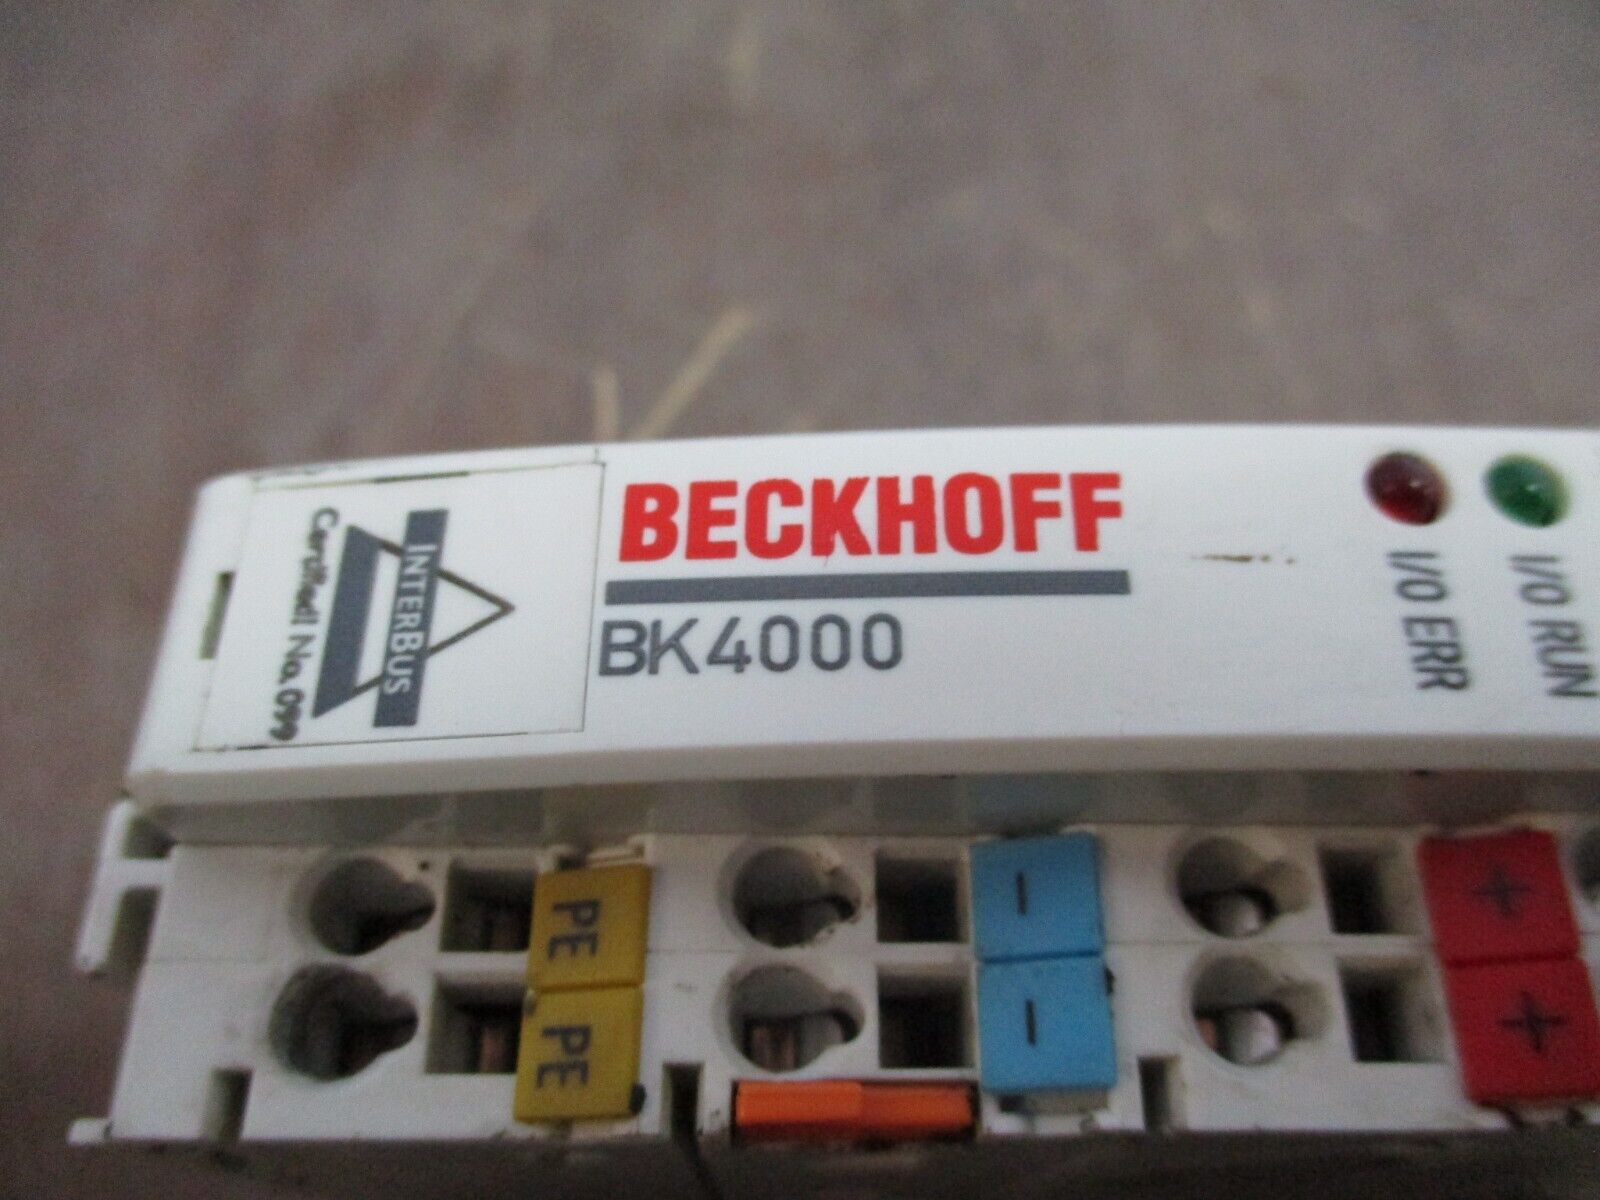 BECKHOFF
BK4000
INTERBUS
Certified No. 099
I/O ERR
I/O RUN
PE
PE
-
-
+
+